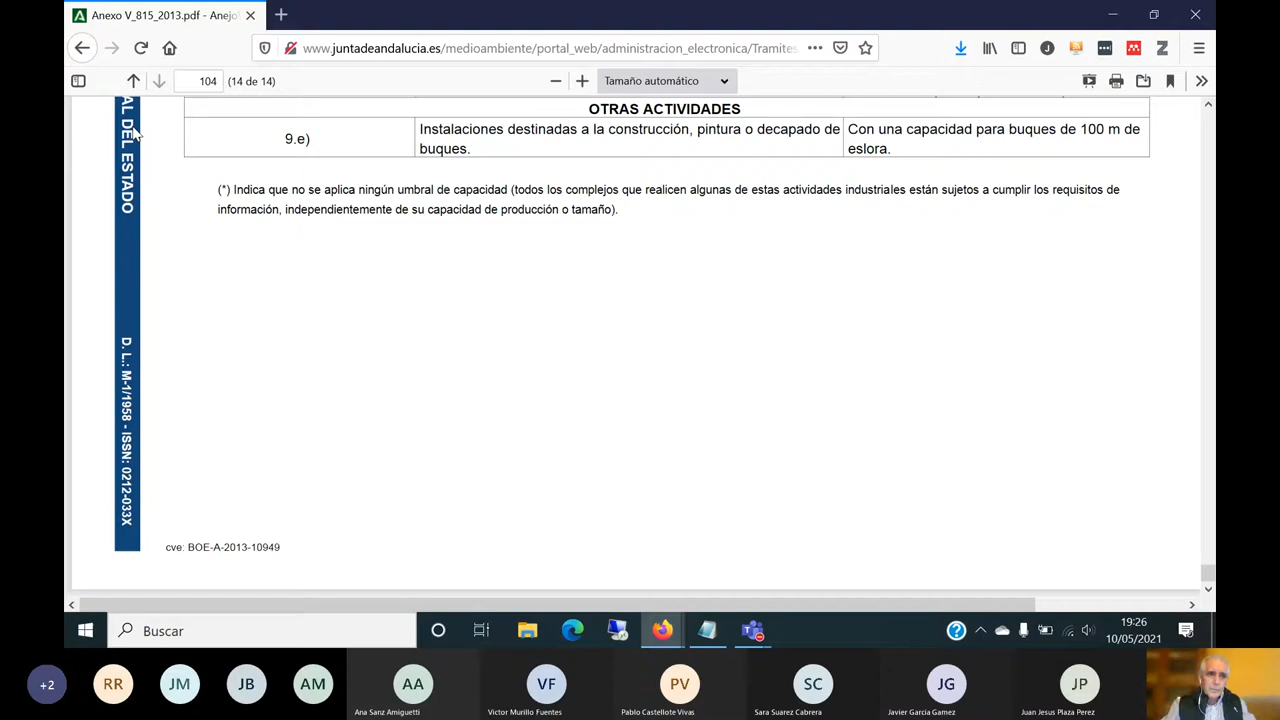 Anexo V_815_2013.pdf - Anejo
www.juntadeandalucia.es/medioambiente/portal_web/administracion_electronica/Tramites
104 (14 de 14)
Tamaño automático
OTRAS ACTIVIDADES
9.e)
Instalaciones destinadas a la construcción, pintura o decapado de
buques.
Con una capacidad para buques de 100 m de
eslora.
(*) Indica que no se aplica ningún umbral de capacidad (todos los complejos que realicen algunas de estas actividades industriales están sujetos a cumplir los requisitos de
información, independientemente de su capacidad de producción o tamaño).
AL DEL ESTADO
D. L.: M-1/1958 - ISSN: 0212-033X
cve: BOE-A-2013-10949
Buscar
19:26
10/05/2021
+2
RR
JM
JB
AM
AA
VF
PV
SC
JG
JP
Ana Sanz Amiguetti
Victor Murillo Fuentes
Pablo Castellote Vivas
Sara Suarez Cabrera
Javier Garcia Gamez
Juan Jesus Plaza Perez